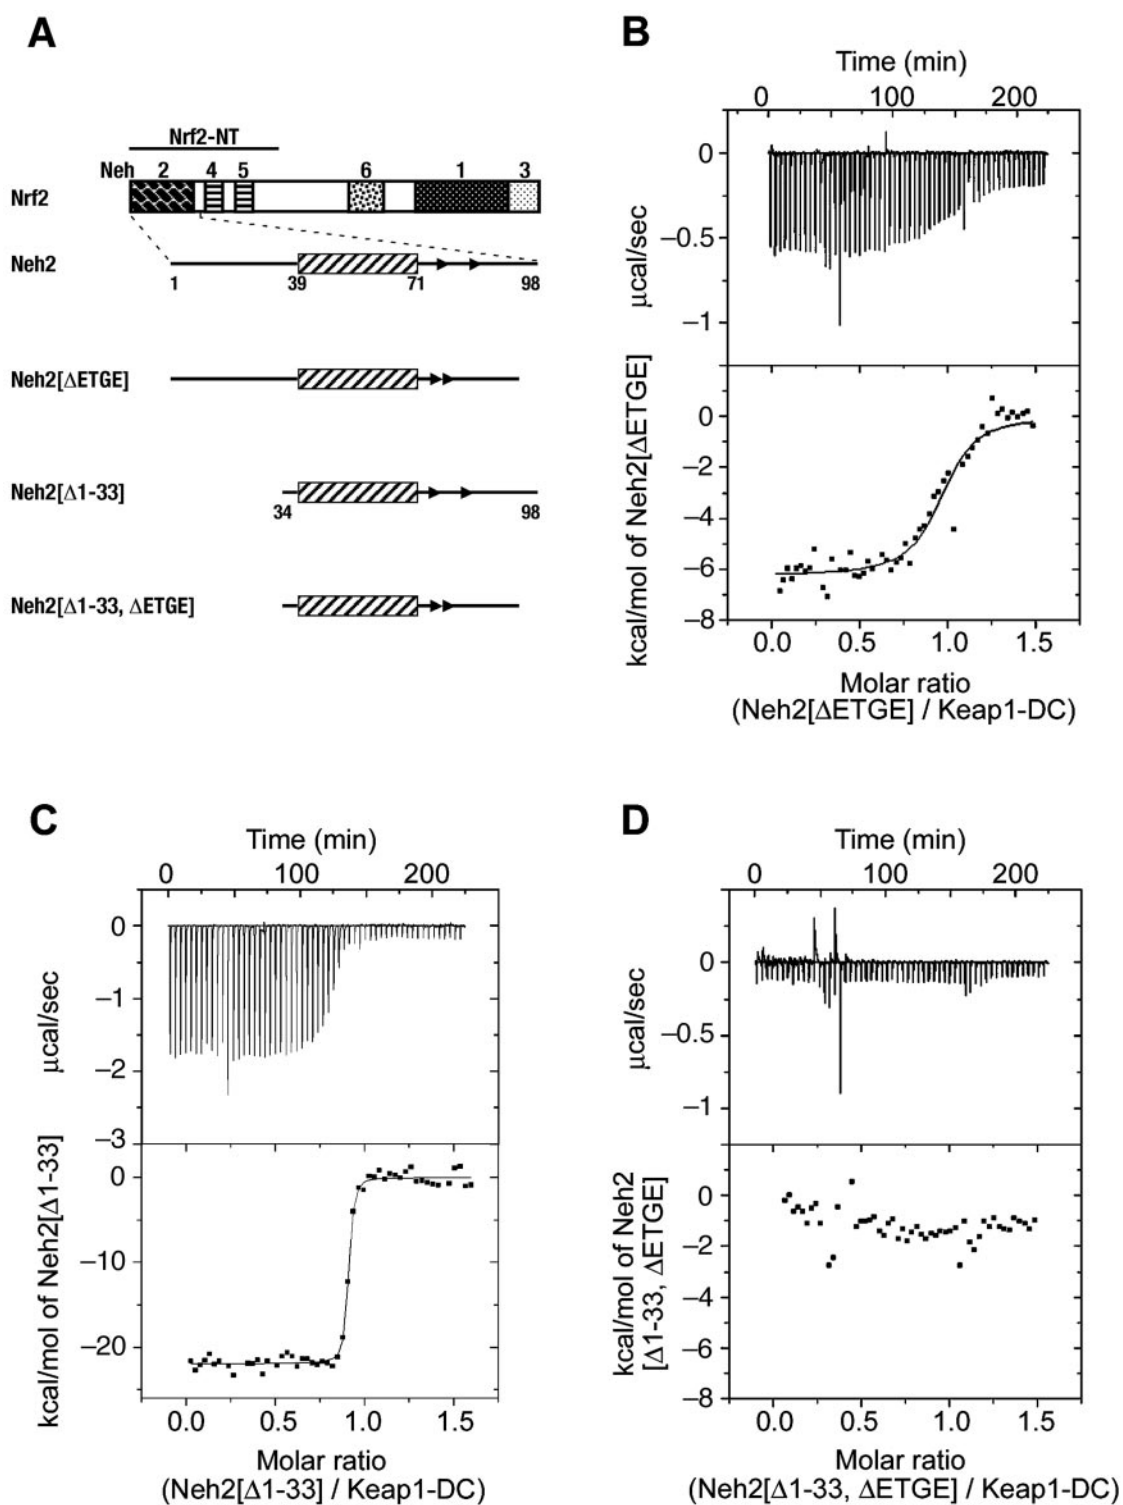 A
Nrf2-NT
Neh 2 4 5 6 1 3
Nrf2
Neh2
1 39 71 98
Neh2[ΔETGE]
Neh2[Δ1-33]
34 98
Neh2[Δ1-33, ΔETGE]
B
Time (min)
0 100 200
0
−0.5
−1
μcal/sec
0
−2
−4
−6
−8
kcal/mol of Neh2[ΔETGE]
0.0 0.5 1.0 1.5
Molar ratio
(Neh2[ΔETGE] / Keap1-DC)
C
Time (min)
0 100 200
0
−1
−2
−3
μcal/sec
0
−10
−20
kcal/mol of Neh2[Δ1-33]
0.0 0.5 1.0 1.5
Molar ratio
(Neh2[Δ1-33] / Keap1-DC)
D
Time (min)
0 100 200
0
−0.5
−1
μcal/sec
0
−2
−4
−6
−8
kcal/mol of Neh2
[Δ1-33, ΔETGE]
0.0 0.5 1.0 1.5
Molar ratio
(Neh2[Δ1-33, ΔETGE] / Keap1-DC)